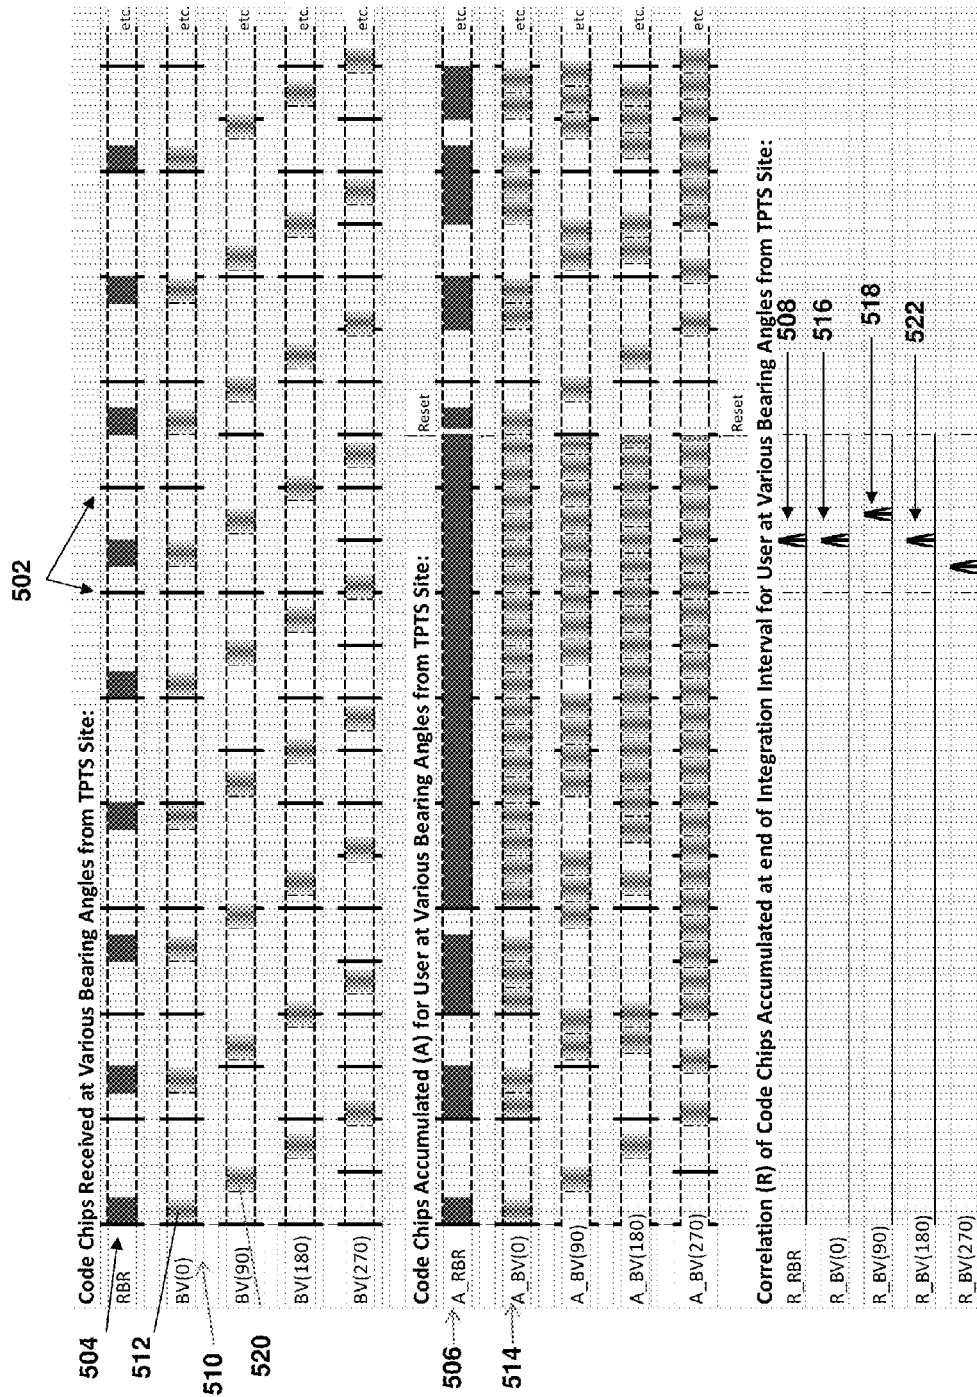 502
Code Chips Received at Various Bearing Angles from TPTS Site:
504
RBR
etc.
512
BV(0)
etc.
510
BV(90)
etc.
520
BV(180)
etc.
BV(270)
etc.
Code Chips Accumulated (A) for User at Various Bearing Angles from TPTS Site:
Reset
506
A_RBR
etc.
514
A_BV(0)
etc.
A_BV(90)
etc.
A_BV(180)
etc.
A_BV(270)
etc.
Reset
Correlation (R) of Code Chips Accumulated at end of Integration Interval for User at Various Bearing Angles from TPTS Site:
R_RBR
508
R_BV(0)
516
R_BV(90)
518
R_BV(180)
522
R_BV(270)